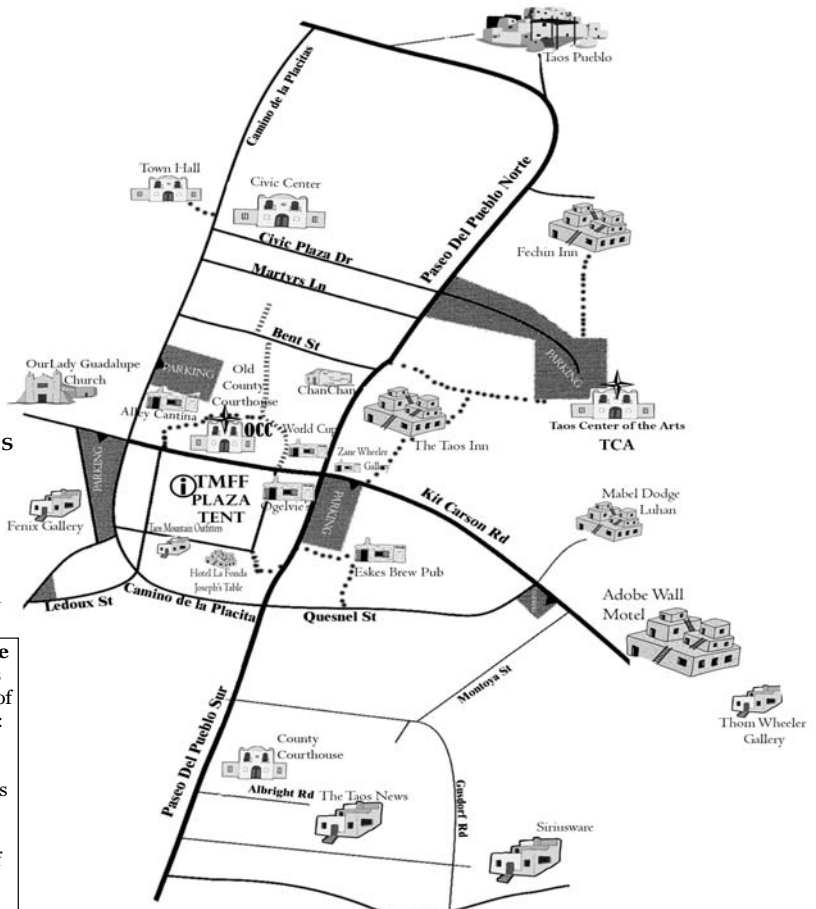 Taos Pueblo
Camino de la Placitas
Town Hall
Civic Center
Paseo Del Pueblo Norte
Fechin Inn
Civic Plaza Dr
Martyrs Ln
Bent St
PARKING
PARKING
OurLady Guadalupe
Church
Old
County
Courthouse
ChanChan
Alley Cantina
OCC
World Cup
The Taos Inn
Taos Center of the Arts
TCA
s
Zane Wheeler
Gallery
PARKING
i
TMFF
PLAZA
TENT
Ogelvie's
PARKING
Kit Carson Rd
Mabel Dodge
Luhan
Fenix Gallery
Taos Mountain Outfitters
Hotel La Fonda
Joseph's Table
Eskes Brew Pub
Ledoux St
Camino de la Placita
Quesnel St
Adobe Wall
Motel
e
s
of
:
Montoya St
Thom Wheeler
Gallery
Paseo Del Pueblo Sur
County
Courthouse
Albright Rd
The Taos News
Gusdorf Rd
s
Siriusware
f